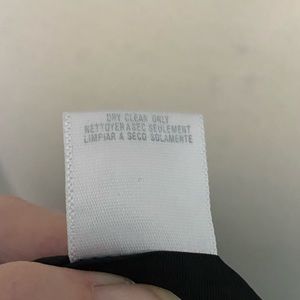 DRY CLEAN ONLY
NETTOYER A SEC SEULEMENT
LIMPIAR A SECO SOLAMENTE